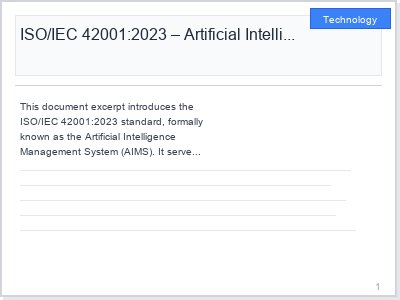 Technology
ISO/IEC 42001:2023 – Artificial Intelli...
This document excerpt introduces the
ISO/IEC 42001:2023 standard, formally
known as the Artificial Intelligence
Management System (AIMS). It serve...
1